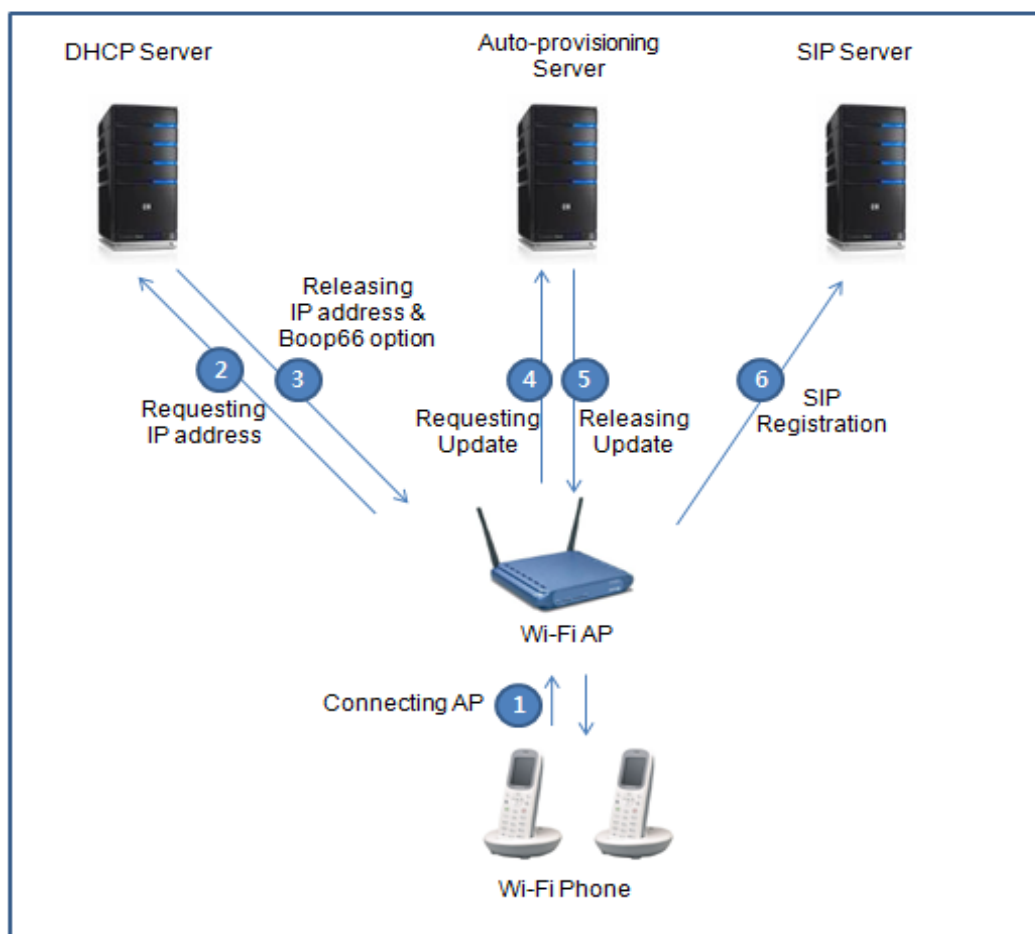 DHCP Server
Auto-provisioning
Server
SIP Server
Releasing
IP address &
Boop66 option
2
3
4
5
6
Requesting
IP address
Requesting
Update
Releasing
Update
SIP
Registration
Wi-Fi AP
Connecting AP
1
Wi-Fi Phone